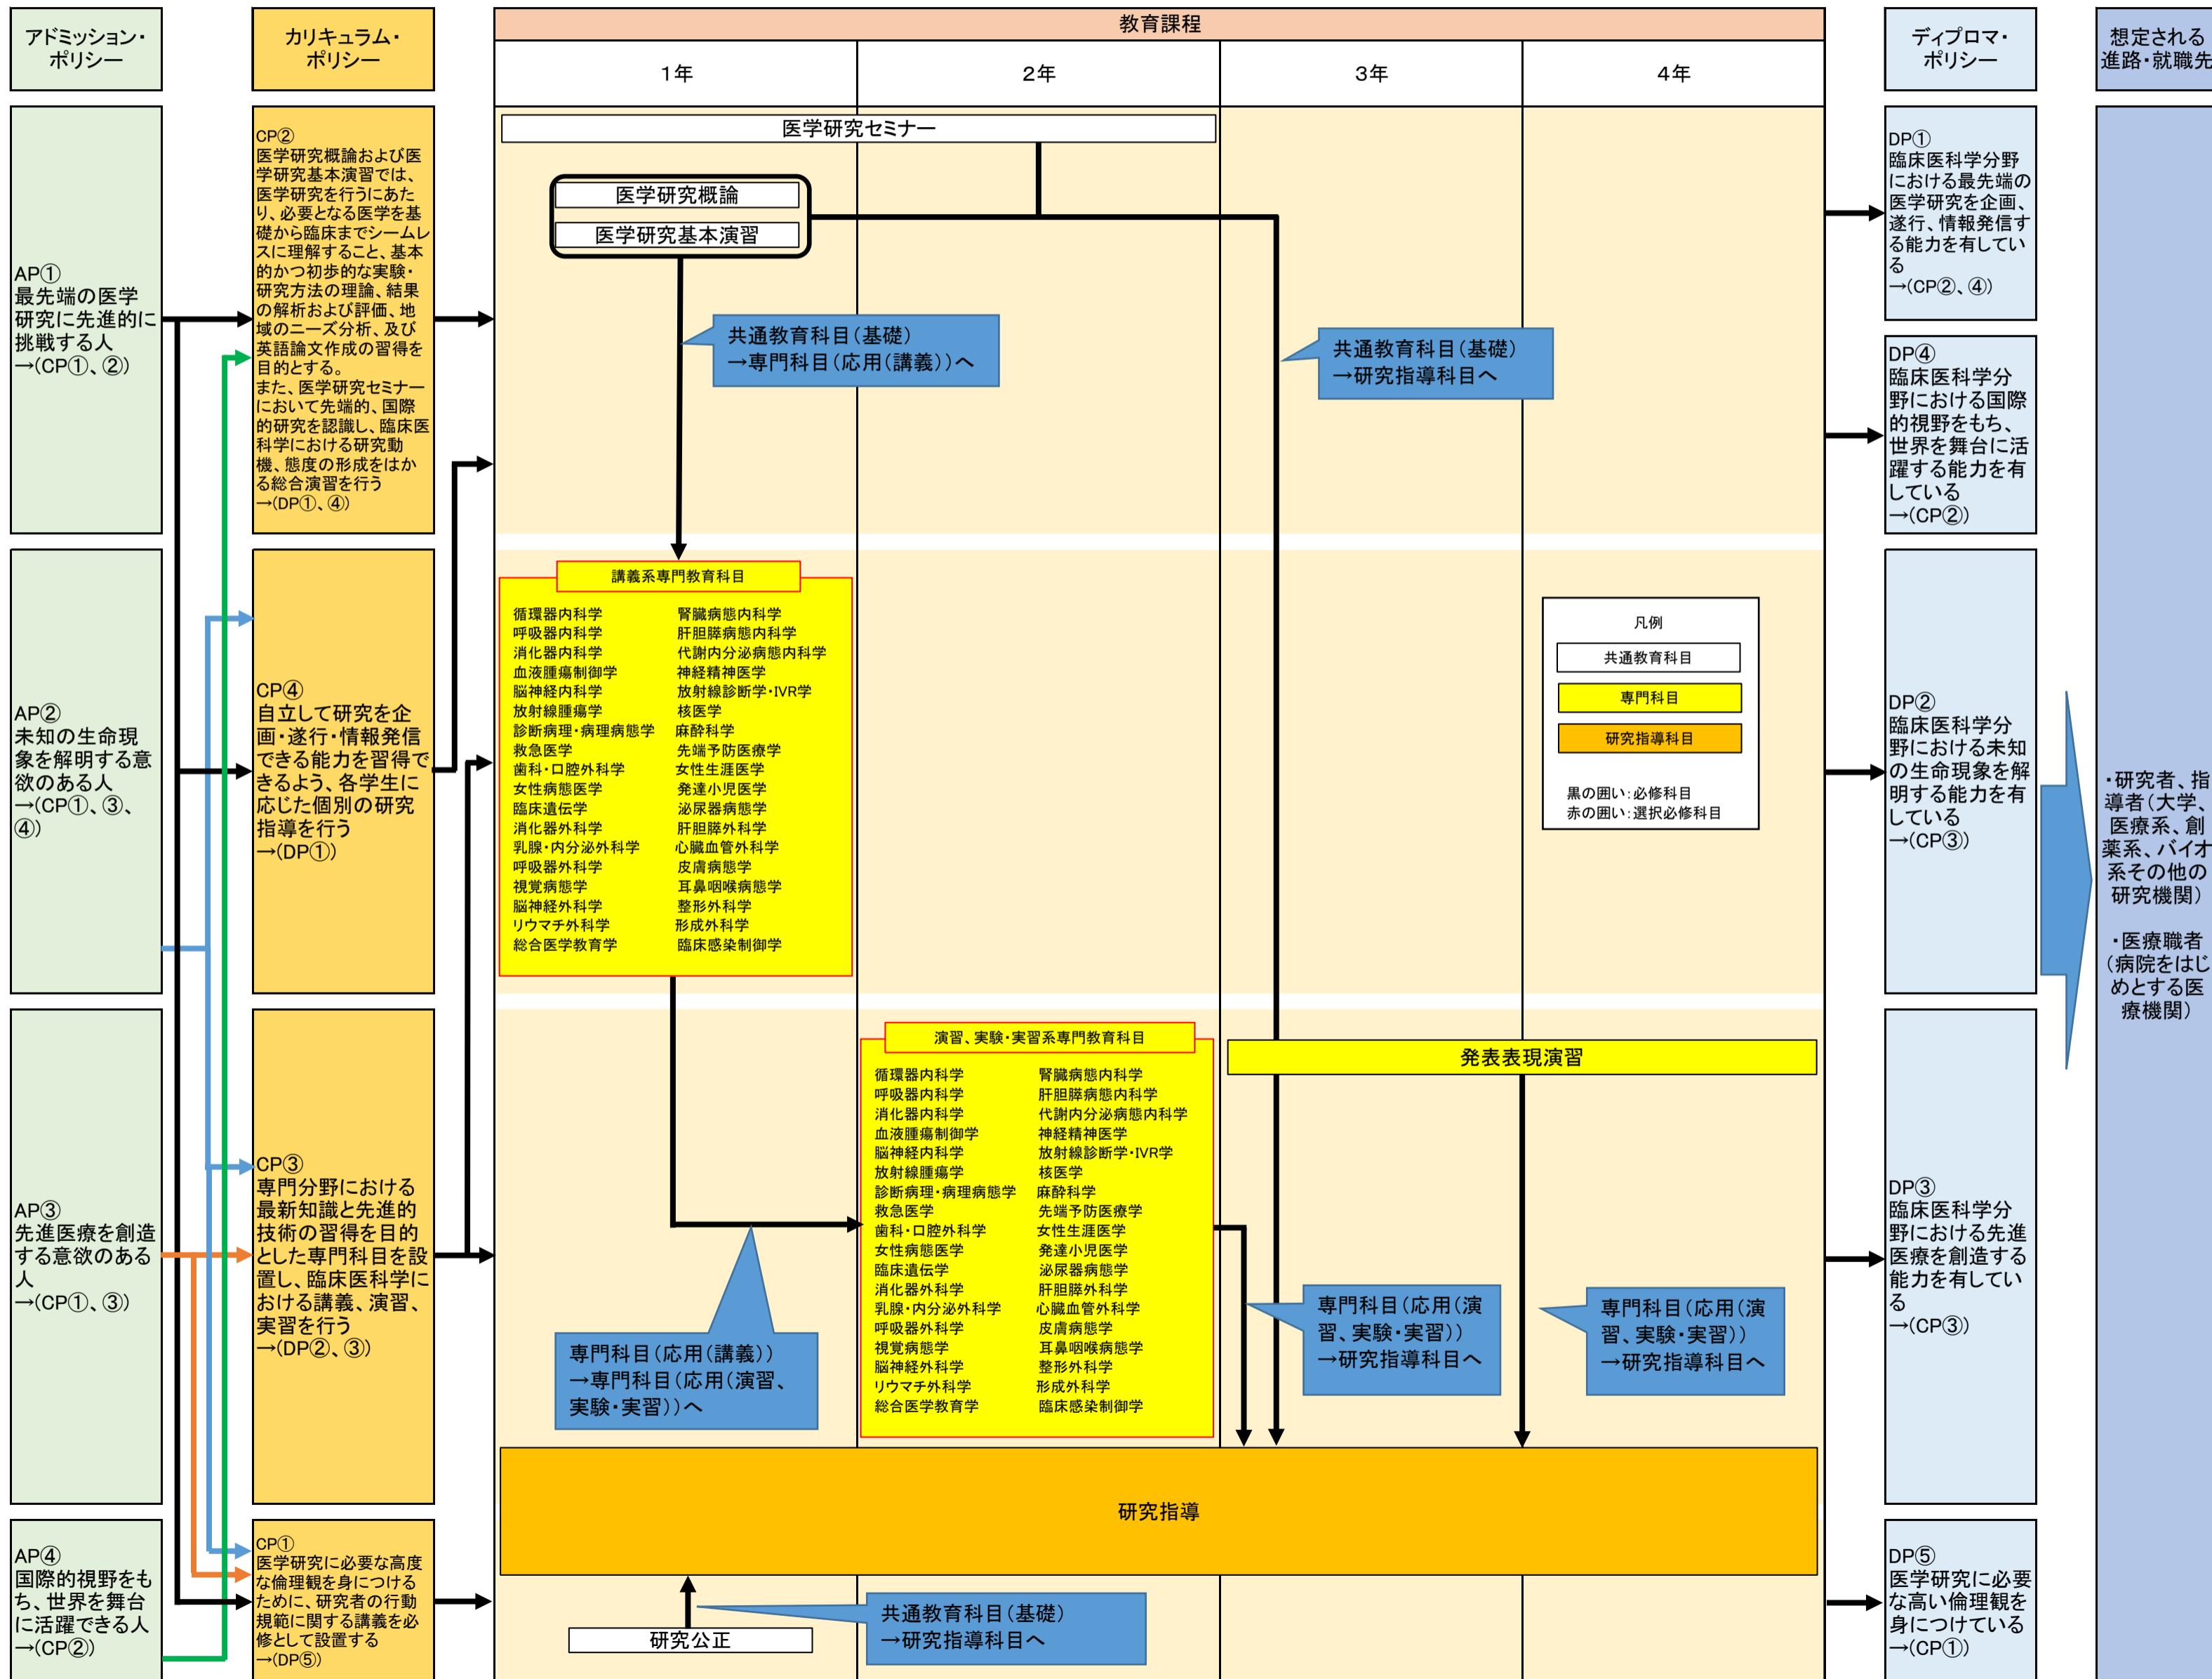 アドミッション・
ポリシー
カリキュラム・
ポリシー
教育課程
1年
2年
3年
4年
ディプロマ・
ポリシー
想定される
進路・就職先
AP①
最先端の医学
研究に先進的に
挑戦する人
→(CP①、②)
AP②
未知の生命現
象を解明する意
欲のある人
→(CP①、③、
④)
AP③
先進医療を創造
する意欲のある
人
→(CP①、③)
AP④
国際的視野をも
ち、世界を舞台
に活躍できる人
→(CP②)
CP②
医学研究概論および医
学研究基本演習では、
医学研究を行うにあた
り、必要となる医学を基
礎から臨床までシームレ
スに理解すること、基本
的かつ初歩的な実験・
研究方法の理論、結果
の解析および評価、地
域のニーズ分析、及び
英語論文作成の習得を
目的とする。
また、医学研究セミナー
において先端的、国際
的研究を認識し、臨床医
科学における研究動
機、態度の形成をはか
る総合演習を行う
→(DP①、④)
CP④
自立して研究を企
画・遂行・情報発信
できる能力を習得で
きるよう、各学生に
応じた個別の研究
指導を行う
→(DP①)
CP③
専門分野における
最新知識と先進的
技術の習得を目的
とした専門科目を設
置し、臨床医科学に
おける講義、演習、
実習を行う
→(DP②、③)
CP①
医学研究に必要な高度
な倫理観を身につける
ために、研究者の行動
規範に関する講義を必
修として設置する
→(DP⑤)
医学研究セミナー
医学研究概論
医学研究基本演習
共通教育科目(基礎)
→専門科目(応用(講義))へ
共通教育科目(基礎)
→研究指導科目へ
講義系専門教育科目
循環器内科学 腎臓病態内科学
呼吸器内科学 肝胆膵病態内科学
消化器内科学 代謝内分泌病態内科学
血液腫瘍制御学 神経精神医学
脳神経内科学 放射線診断学・IVR学
放射線腫瘍学 核医学
診断病理・病理病態学 麻酔科学
救急医学 先端予防医療学
歯科・口腔外科学 女性生涯医学
女性病態医学 発達小児医学
臨床遺伝学 泌尿器病態学
消化器外科学 肝胆膵外科学
乳腺・内分泌外科学 心臓血管外科学
呼吸器外科学 皮膚病態学
視覚病態学 耳鼻咽喉病態学
脳神経外科学 整形外科学
リウマチ外科学 形成外科学
総合医学教育学 臨床感染制御学
凡例
共通教育科目
専門科目
研究指導科目
黒の囲い:必修科目
赤の囲い:選択必修科目
演習、実験・実習系専門教育科目
循環器内科学 腎臓病態内科学
呼吸器内科学 肝胆膵病態内科学
消化器内科学 代謝内分泌病態内科学
血液腫瘍制御学 神経精神医学
脳神経内科学 放射線診断学・IVR学
放射線腫瘍学 核医学
診断病理・病理病態学 麻酔科学
救急医学 先端予防医療学
歯科・口腔外科学 女性生涯医学
女性病態医学 発達小児医学
臨床遺伝学 泌尿器病態学
消化器外科学 肝胆膵外科学
乳腺・内分泌外科学 心臓血管外科学
呼吸器外科学 皮膚病態学
視覚病態学 耳鼻咽喉病態学
脳神経外科学 整形外科学
リウマチ外科学 形成外科学
総合医学教育学 臨床感染制御学
発表表現演習
専門科目(応用(講義))
→専門科目(応用(演習、
実験・実習))へ
専門科目(応用(演
習、実験・実習))
→研究指導科目へ
専門科目(応用(演
習、実験・実習))
→研究指導科目へ
研究指導
共通教育科目(基礎)
→研究指導科目へ
研究公正
DP①
臨床医科学分野
における最先端の
医学研究を企画、
遂行、情報発信す
る能力を有してい
る
→(CP②、④)
DP④
臨床医科学分
野における国際
的視野をもち、
世界を舞台に活
躍する能力を有
している
→(CP②)
DP②
臨床医科学分
野における未知
の生命現象を解
明する能力を有
している
→(CP③)
DP③
臨床医科学分
野における先進
医療を創造する
能力を有してい
る
→(CP③)
DP⑤
医学研究に必要
な高い倫理観を
身につけている
→(CP①)
・研究者、指
導者(大学、
医療系、創
薬系、バイオ
系その他の
研究機関)
・医療職者
(病院をはじ
めとする医
療機関)